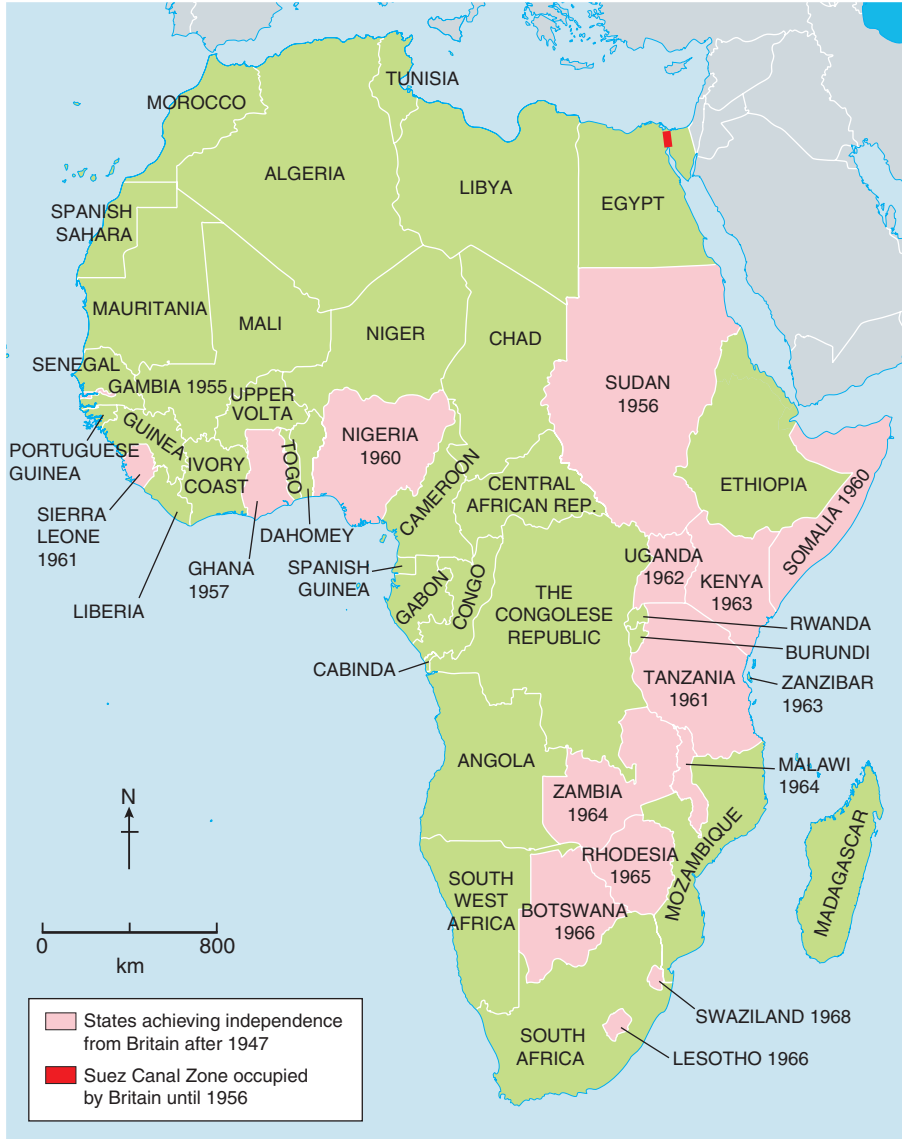 TUNISIA
MOROCCO
ALGERIA
LIBYA
EGYPT
SPANISH
SAHARA
MAURITANIA
MALI
NIGER
CHAD
SUDAN
1956
SENEGAL
GAMBIA 1955
UPPER
VOLTA
NIGERIA
1960
GUINEA
PORTUGUESE
GUINEA
IVORY
COAST
TOGO
CAMEROON
CENTRAL
AFRICAN REP.
ETHIOPIA
SOMALIA 1960
SIERRA
LEONE
1961
DAHOMEY
GHANA
1957
SPANISH
GUINEA
LIBERIA
GABON
CONGO
THE
CONGOLESE
REPUBLIC
UGANDA
1962
KENYA
1963
RWANDA
BURUNDI
CABINDA
TANZANIA
1961
ZANZIBAR
1963
ANGOLA
MALAWI
1964
ZAMBIA
1964
N
RHODESIA
1965
MOZAMBIQUE
MADAGASCAR
SOUTH
WEST
AFRICA
BOTSWANA
1966
0 800
km
SWAZILAND 1968
SOUTH
AFRICA
LESOTHO 1966
States achieving independence
from Britain after 1947
Suez Canal Zone occupied
by Britain until 1956